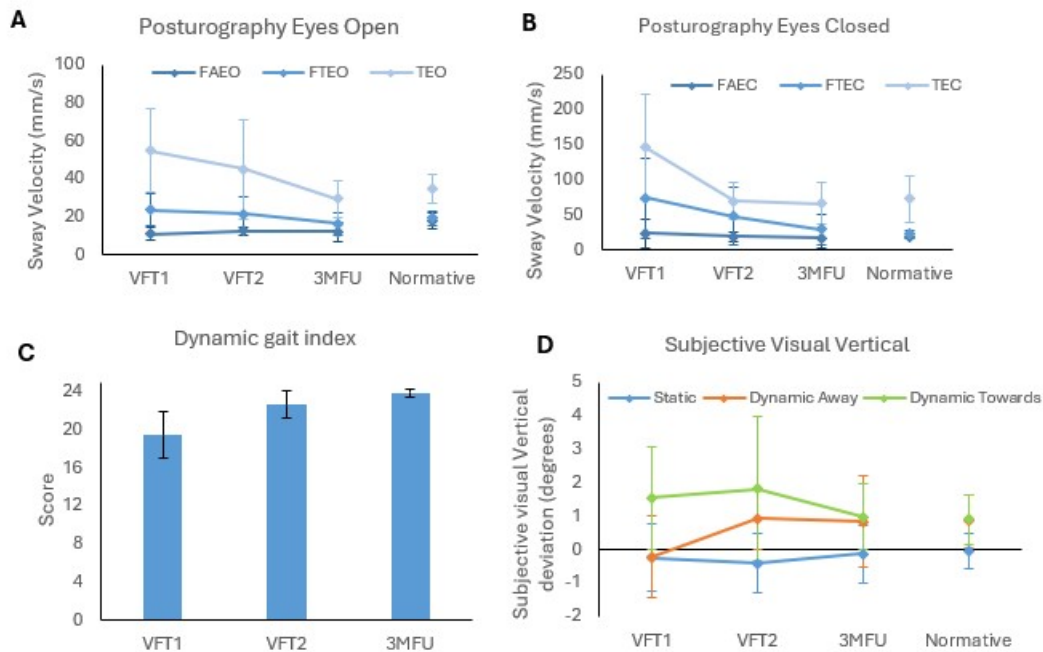 A
Posturography Eyes Open
FAEO FTEO TEO
Sway Velocity (mm/s)
100
80
60
40
20
0
VFT1 VFT2 3MFU Normative
B
Posturography Eyes Closed
FAEC FTEC TEC
Sway Velocity (mm/s)
250
200
150
100
50
0
VFT1 VFT2 3MFU Normative
C
Dynamic gait index
Score
24
20
16
12
8
4
0
VFT1 VFT2 3MFU
D
Subjective Visual Vertical
Static Dynamic Away Dynamic Towards
Subjective visual Vertical
deviation (degrees)
5
4
3
2
1
0
-1
-2
VFT1 VFT2 3MFU Normative